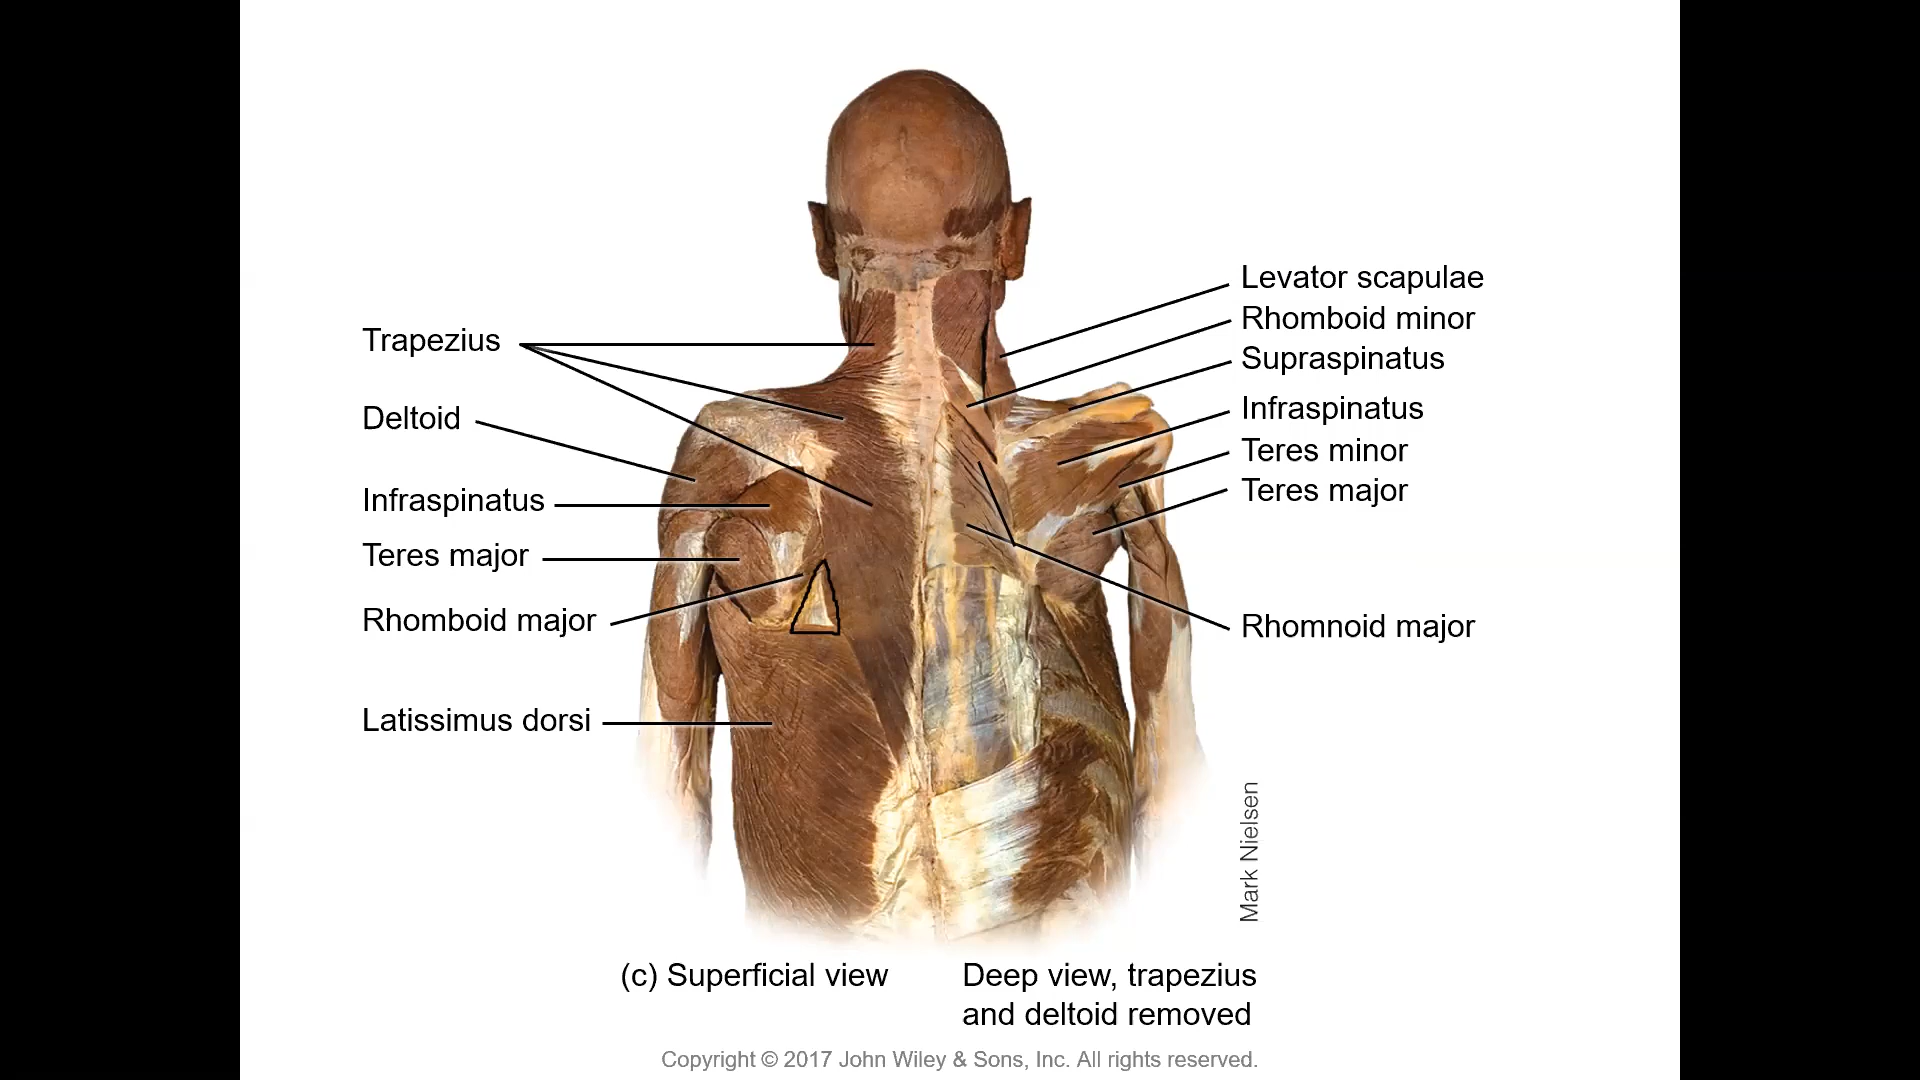 Trapezius
Deltoid
Infraspinatus
Teres major
Rhomboid major
Latissimus dorsi
Levator scapulae
Rhomboid minor
Supraspinatus
Infraspinatus
Teres minor
Teres major
Rhomnoid major
Mark Nielsen
(c) Superficial view
Deep view, trapezius
and deltoid removed
Copyright © 2017 John Wiley & Sons, Inc. All rights reserved.